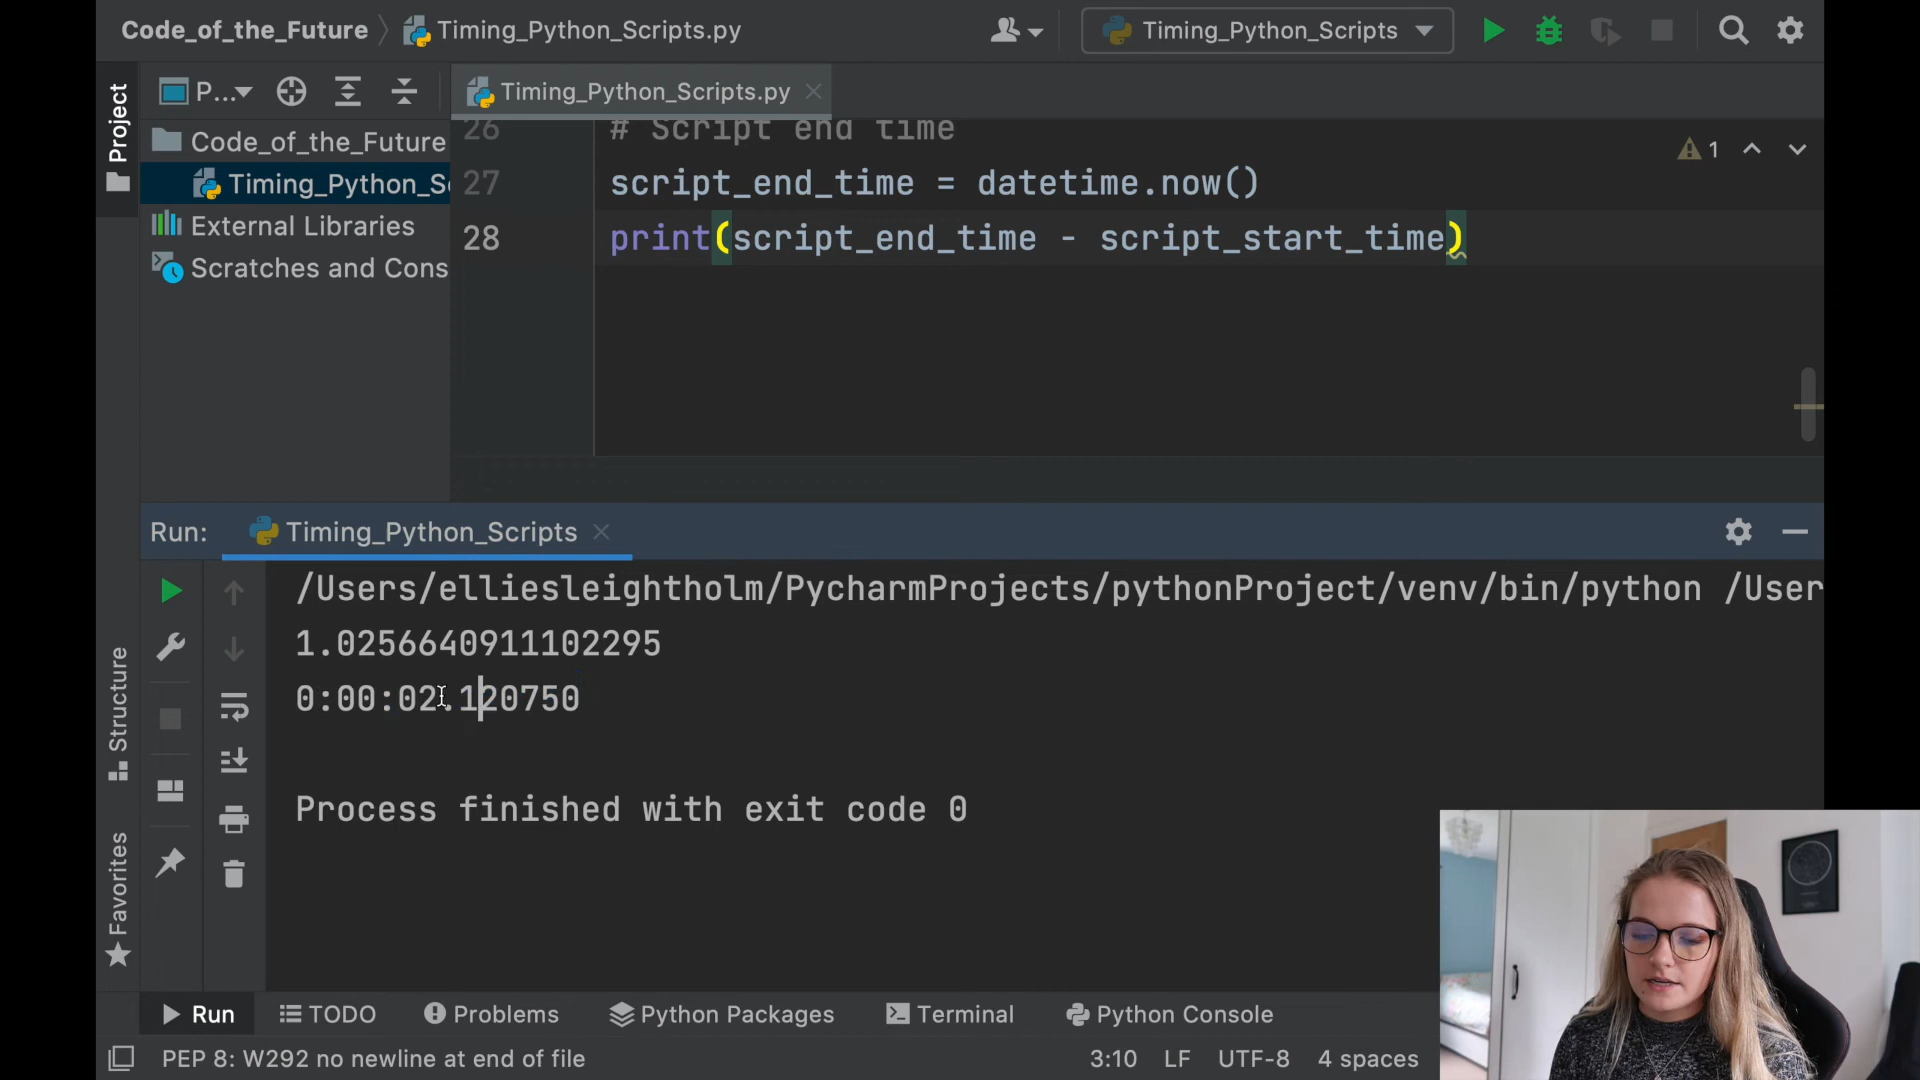 Code_of_the_Future
Timing_Python_Scripts.py
Timing_Python_Scripts
Project
P...
Timing_Python_Scripts.py
Code_of_the_Future
Timing_Python_S
External Libraries
Scratches and Cons
26 # Script end time
27 script_end_time = datetime.now()
28 print(script_end_time - script_start_time)
1
Run: Timing_Python_Scripts
/Users/elliesleightholm/PycharmProjects/pythonProject/venv/bin/python /User
1.0256640911102295
0:00:02.120750
Process finished with exit code 0
Structure
Favorites
Run
TODO
Problems
Python Packages
Terminal
Python Console
PEP 8: W292 no newline at end of file
3:10
LF
UTF-8
4 spaces